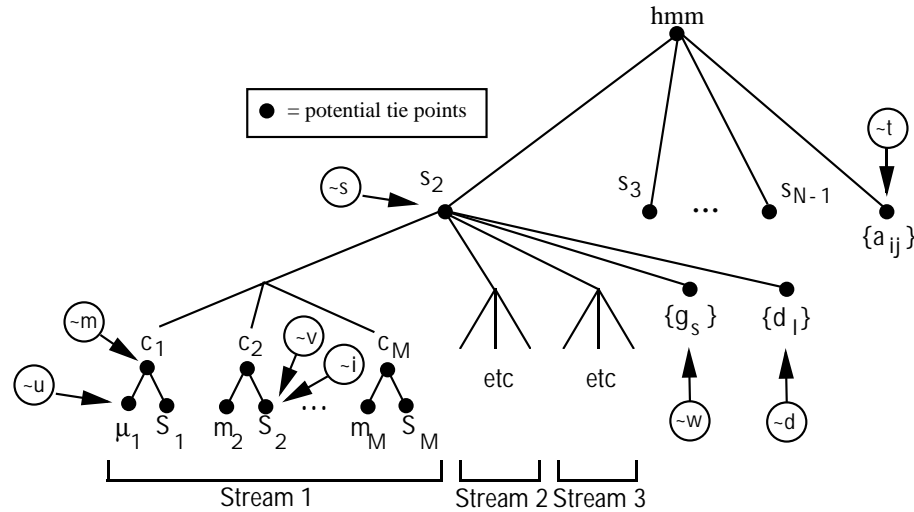 hmm
= potential tie points
~t
~s
s2
s3
...
sN-1
{aij}
~m
c1
c2
~v
cM
~i
{gs}
{dl}
~u
etc
etc
μ1
S1
m2
S2
...
mM
SM
~w
~d
Stream 1
Stream 2
Stream 3